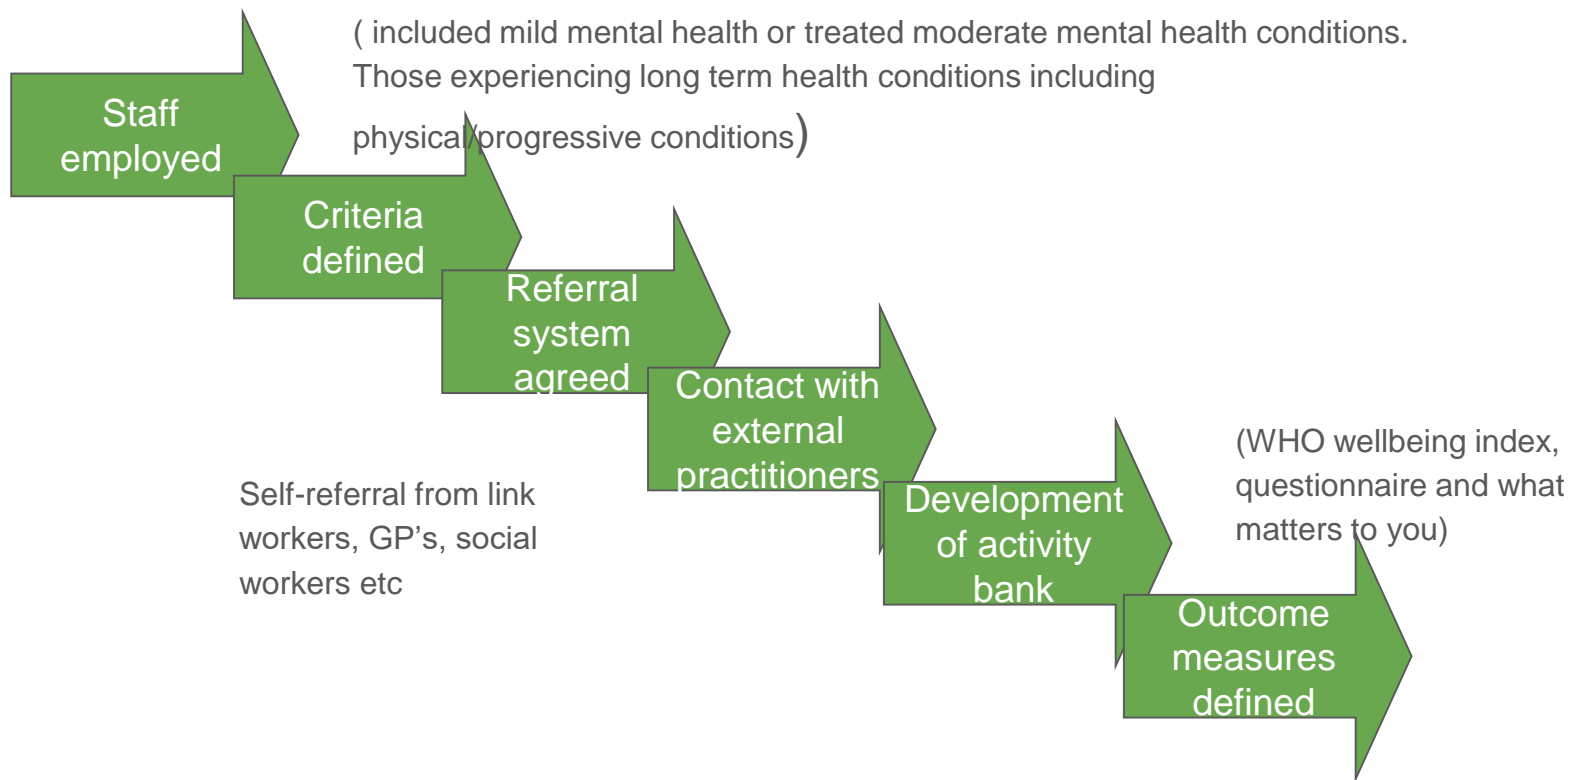 ( included mild mental health or treated moderate mental health conditions.
Those experiencing long term health conditions including
physical/progressive conditions)
Staff
employed
Criteria
defined
Referral
system
agreed
Contact with
external
practitioners
Self-referral from link
workers, GP's, social
workers etc
Development
of activity
bank
(WHO wellbeing index,
questionnaire and what
matters to you)
Outcome
measures
defined